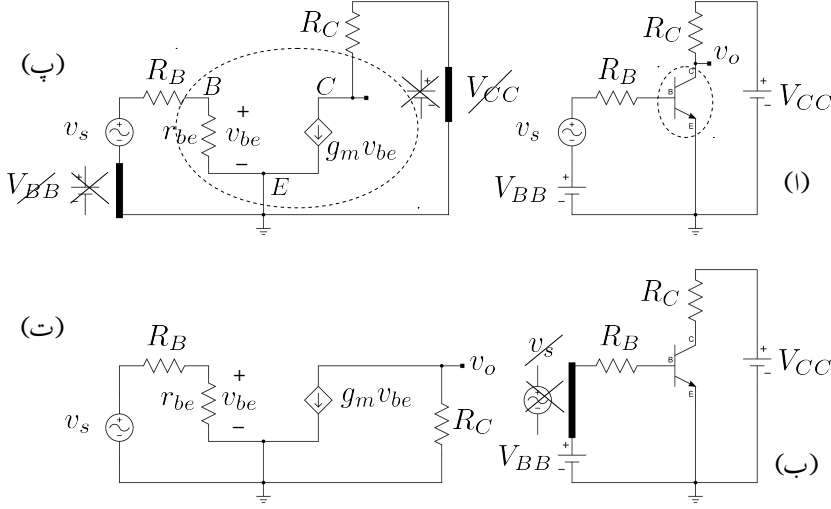 (ا)
R_C
v_o
C
R_B
B
E
v_s
V_BB
V_CC
+
−
(ب)
R_C
C
v_s
R_B
B
E
V_BB
V_CC
+
−
(پ)
R_C
R_B
B
C
v_s
r_be
+
v_be
−
g_m v_be
V_BB
V_CC
E
(ت)
R_B
v_o
v_s
r_be
+
v_be
−
g_m v_be
R_C